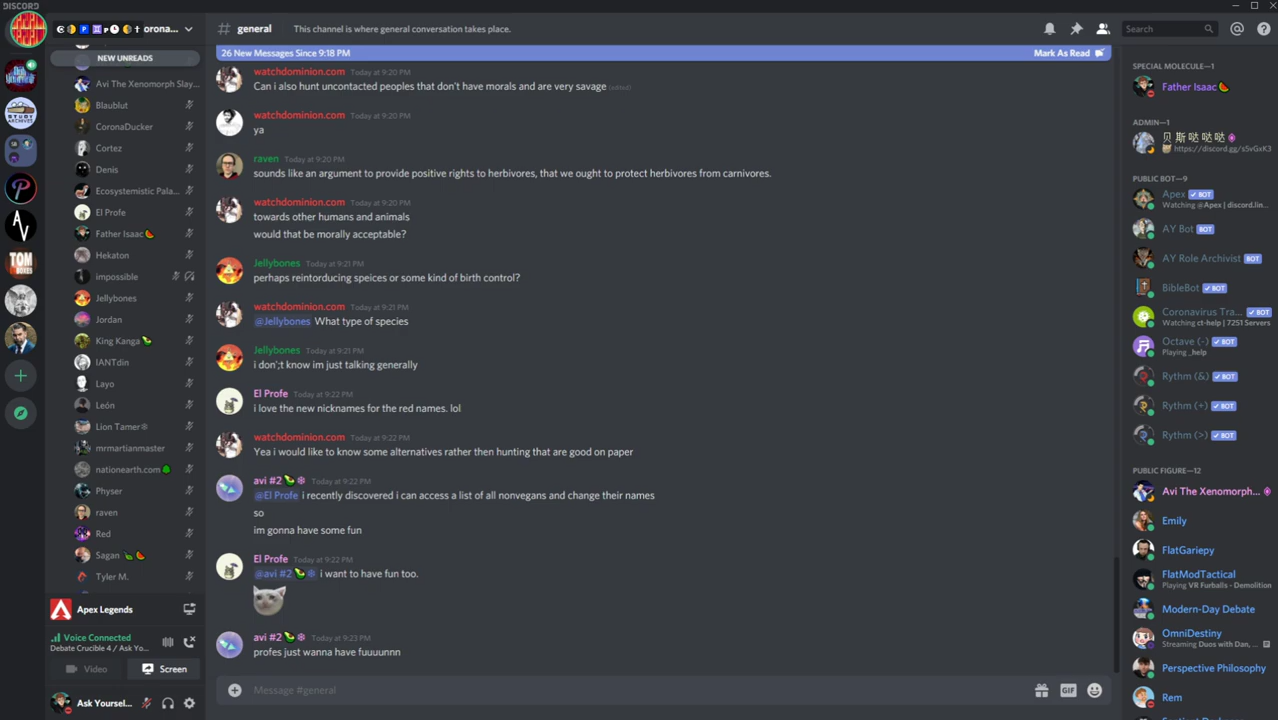 DISCORD
orona...
# general
This channel is where general conversation takes place.
Search
NEW UNREADS
Avi The Xenomorph Slay...
Blaublut
CoronaDucker
Cortez
Denis
Ecosystemistic Pala...
El Profe
Father Isaac🍉
Hekaton
impossible
Jellybones
Jordan
King Kanga
IANTdin
Layo
León
Lion Tamer
mrmartianmaster
nationearth.com
Physer
raven
Red
Sagan
Tyler M.
Apex Legends
Voice Connected
Debate Crucible 4 / Ask Yo...
Video
Screen
Ask Yoursel...
26 New Messages Since 9:18 PM
Mark As Read
watchdominion.com Today at 9:20 PM
Can i also hunt uncontacted peoples that don't have morals and are very savage (edited)
watchdominion.com Today at 9:20 PM
ya
raven Today at 9:20 PM
sounds like an argument to provide positive rights to herbivores, that we ought to protect herbivores from carnivores.
watchdominion.com Today at 9:20 PM
towards other humans and animals
would that be morally acceptable?
Jellybones Today at 9:21 PM
perhaps reintorducing speices or some kind of birth control?
watchdominion.com Today at 9:21 PM
@Jellybones What type of species
Jellybones Today at 9:21 PM
i don';t know im just talking generally
El Profe Today at 9:22 PM
i love the new nicknames for the red names. lol
watchdominion.com Today at 9:22 PM
Yea i would like to know some alternatives rather then hunting that are good on paper
avi #2 Today at 9:22 PM
@El Profe i recently discovered i can access a list of all nonvegans and change their names
so
im gonna have some fun
El Profe Today at 9:22 PM
@avi #2 i want to have fun too.
avi #2 Today at 9:23 PM
profes just wanna have fuuuunnn
Message #general
GIF
SPECIAL MOLECULE—1
Father Isaac🍉
ADMIN—1
贝斯哒哒哒
https://discord.gg/sSvGxK3
PUBLIC BOT—9
Apex BOT
Watching @Apex | discord.lin...
AY Bot BOT
AY Role Archivist BOT
BibleBot BOT
Coronavirus Tra... BOT
Watching ct-help | 7251 Servers
Octave (-) BOT
Playing _help
Rythm (&) BOT
Rythm (+) BOT
Rythm (>) BOT
PUBLIC FIGURE—12
Avi The Xenomorph...
Emily
FlatGariepy
FlatModTactical
Playing VR Furballs - Demolition
Modern-Day Debate
OmniDestiny
Streaming Duos with Dan, ...
Perspective Philosophy
Rem
STUDY
ARCHIVES
AV
TOM
BOXES